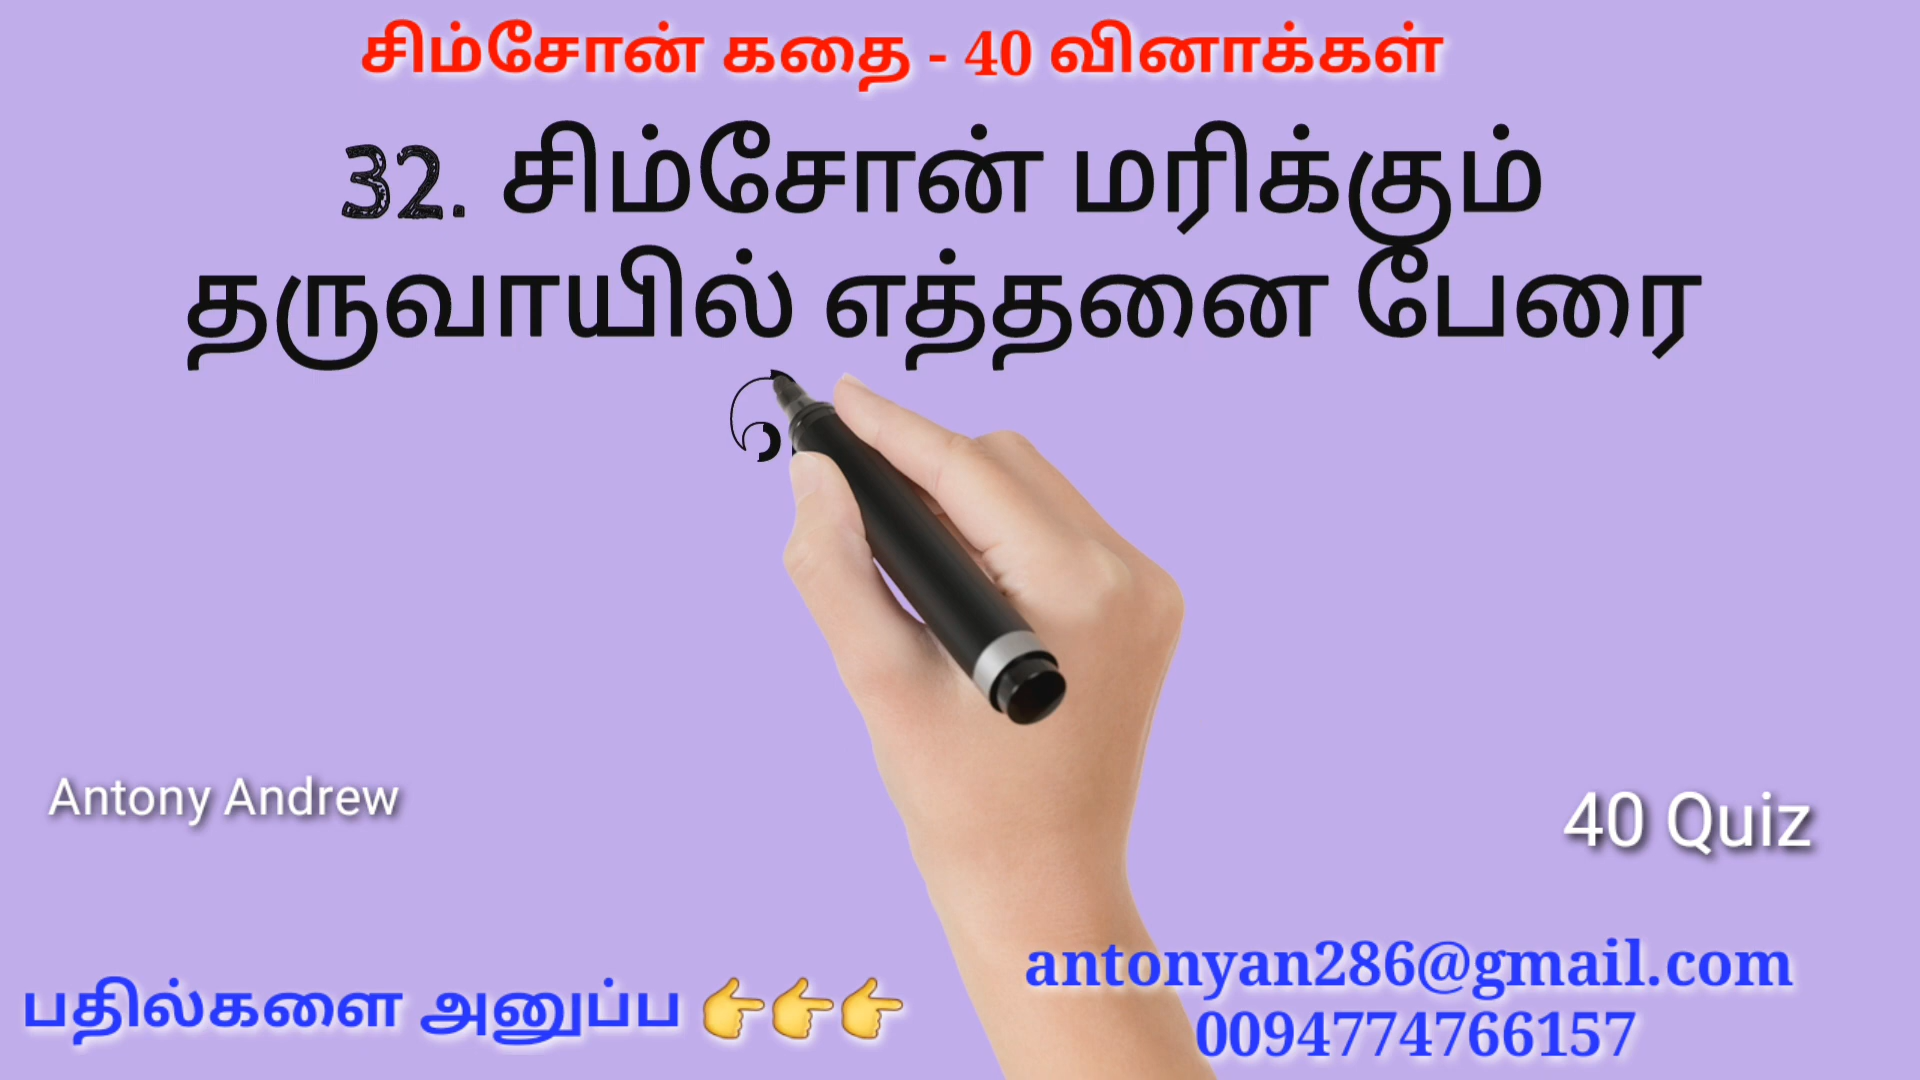 சிம்சோன் கதை - 40 வினாக்கள்
32. சிம்சோன் மரிக்கும்
தருவாயில் எத்தனை பேரை
Antony Andrew
40 Quiz
பதில்களை அனுப்ப 👉👉👉
antonyan286@gmail.com
0094774766157